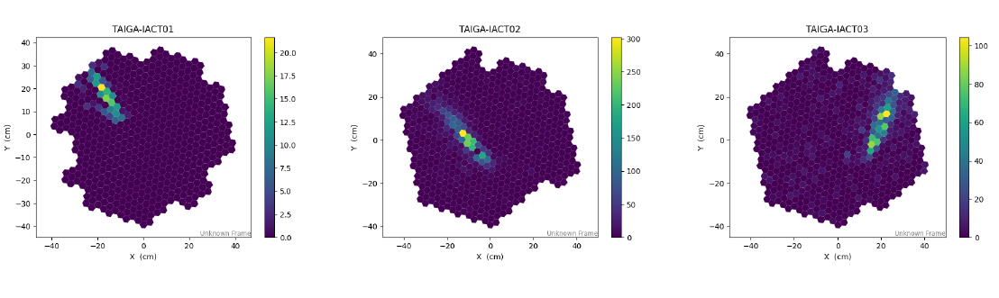 TAIGA-IACT01
40
30
20
10
0
−10
−20
−30
−40
Y (cm)
−40 −20 0 20 40
X (cm)
Unknown Frame
20.0
17.5
15.0
12.5
10.0
7.5
5.0
2.5
0.0
TAIGA-IACT02
40
20
0
−20
−40
Y (cm)
−40 −20 0 20 40
X (cm)
Unknown Frame
300
250
200
150
100
50
0
TAIGA-IACT03
40
20
0
−20
−40
Y (cm)
−40 −20 0 20 40
X (cm)
Unknown Frame
100
80
60
40
20
0